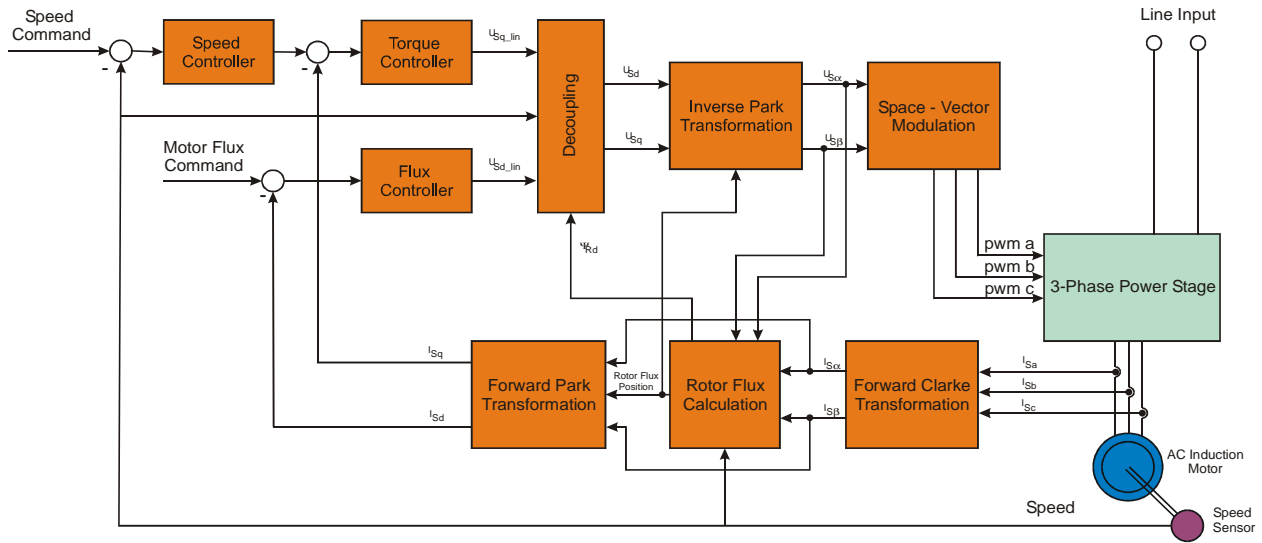 Speed
Command
-
Speed
Controller
-
Torque
Controller
USq_lin
Line Input
Decoupling
USd
USq
Inverse Park
Transformation
USα
USβ
Space - Vector
Modulation
Motor Flux
Command
-
Flux
Controller
USd_lin
ΨRd
pwm a
pwm b
pwm c
3-Phase Power Stage
ISq
ISd
Forward Park
Transformation
Rotor Flux
Position
Rotor Flux
Calculation
ISα
ISβ
Forward Clarke
Transformation
ISa
ISb
ISc
AC Induction
Motor
Speed
Speed
Sensor